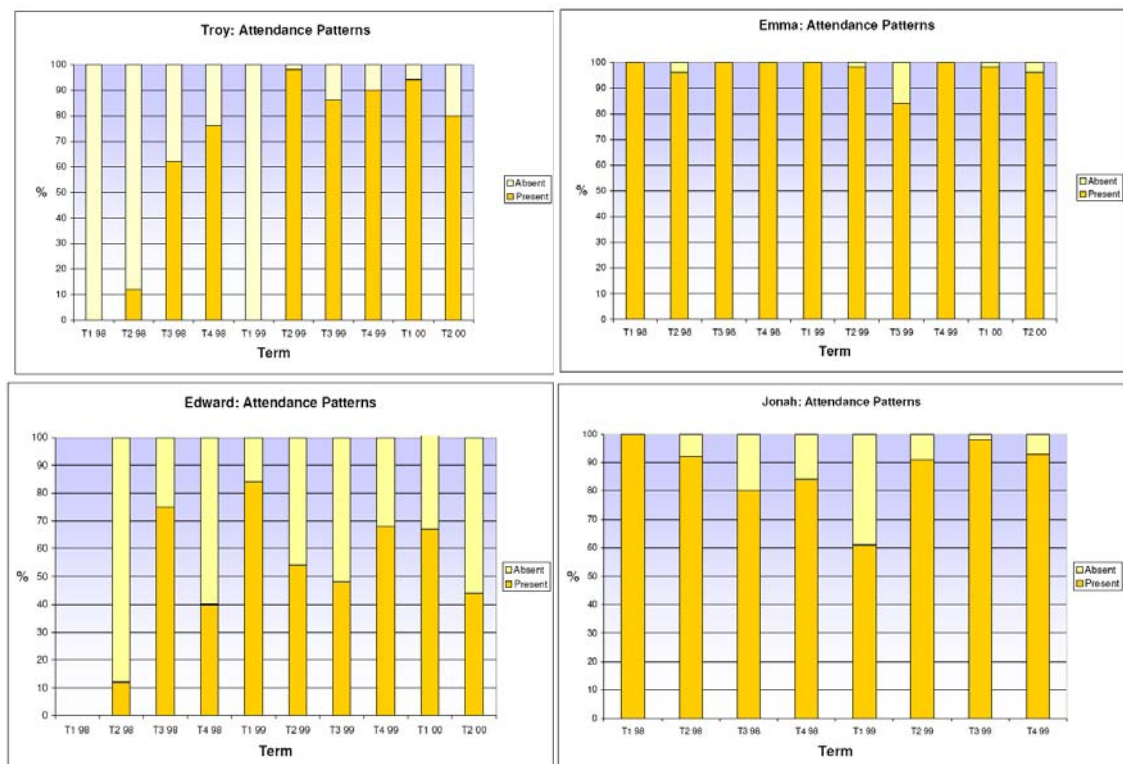 Troy: Attendance Patterns
100
90
80
70
60
50
40
30
20
10
0
%
T1 98 T2 98 T3 98 T4 98 T1 99 T2 99 T3 99 T4 99 T1 00 T2 00
Term
Absent
Present
Emma: Attendance Patterns
100
90
80
70
60
50
40
30
20
10
0
%
T1 98 T2 98 T3 98 T4 98 T1 99 T2 99 T3 99 T4 99 T1 00 T2 00
Term
Absent
Present
Edward: Attendance Patterns
100
90
80
70
60
50
40
30
20
10
0
%
T1 98 T2 98 T3 98 T4 98 T1 99 T2 99 T3 99 T4 99 T1 00 T2 00
Term
Absent
Present
Jonah: Attendance Patterns
100
90
80
70
60
50
40
30
20
10
0
%
T1 98 T2 98 T3 98 T4 98 T1 99 T2 99 T3 99 T4 99
Term
Absent
Present